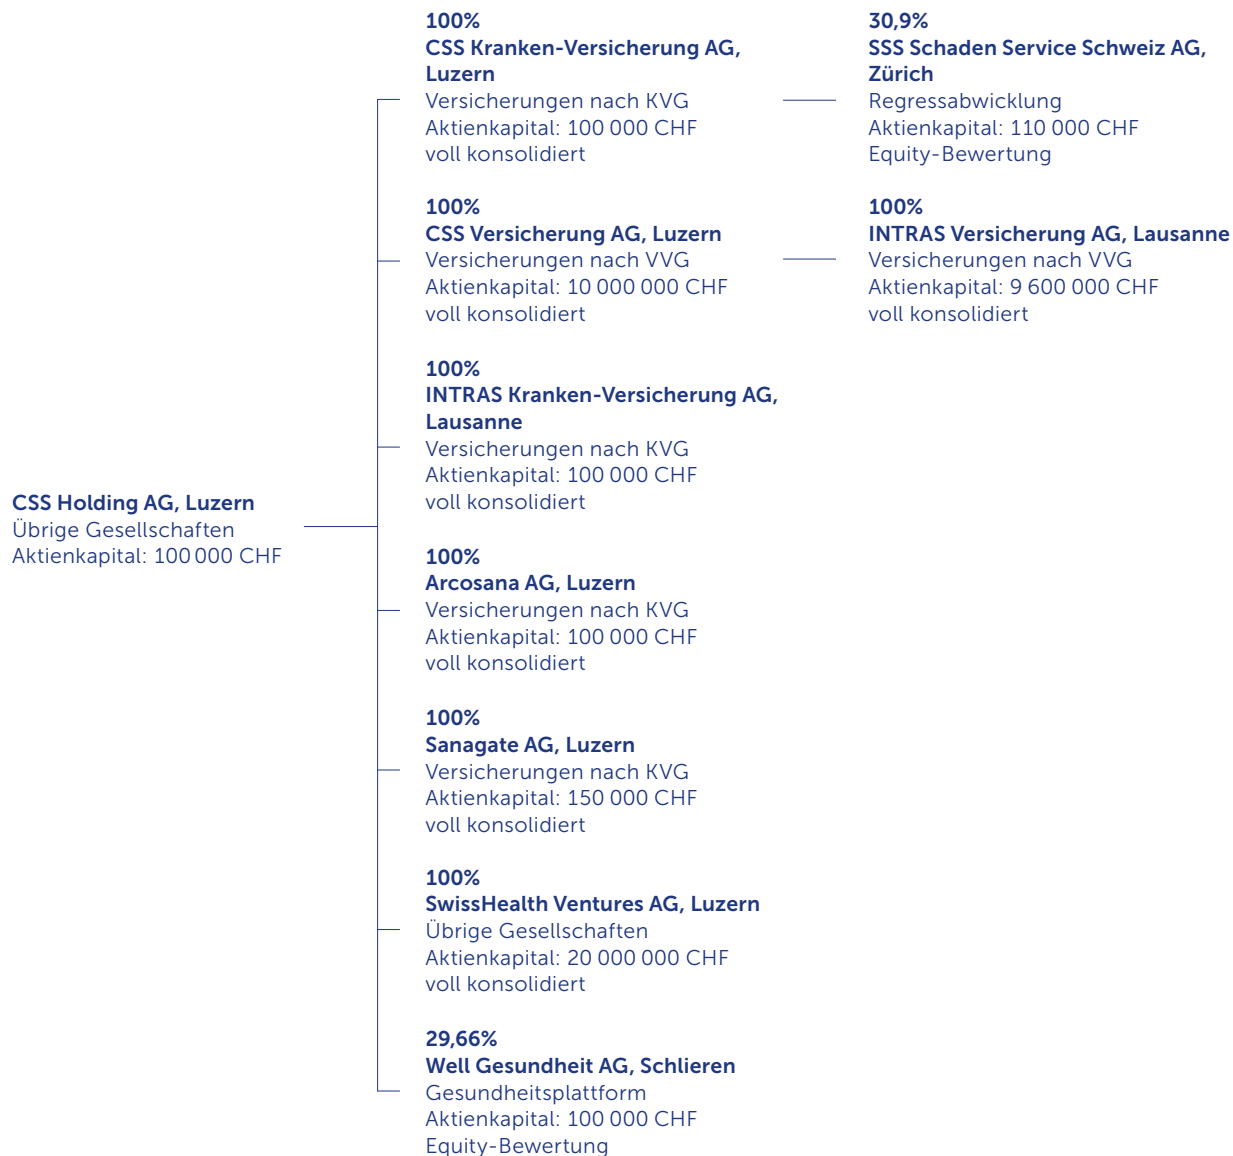 CSS Holding AG, Luzern
Übrige Gesellschaften
Aktienkapital: 100 000 CHF
100%
CSS Kranken-Versicherung AG,
Luzern
Versicherungen nach KVG
Aktienkapital: 100 000 CHF
voll konsolidiert
30,9%
SSS Schaden Service Schweiz AG,
Zürich
Regressabwicklung
Aktienkapital: 110 000 CHF
Equity-Bewertung
100%
CSS Versicherung AG, Luzern
Versicherungen nach VVG
Aktienkapital: 10 000 000 CHF
voll konsolidiert
100%
INTRAS Versicherung AG, Lausanne
Versicherungen nach VVG
Aktienkapital: 9 600 000 CHF
voll konsolidiert
100%
INTRAS Kranken-Versicherung AG,
Lausanne
Versicherungen nach KVG
Aktienkapital: 100 000 CHF
voll konsolidiert
100%
Arcosana AG, Luzern
Versicherungen nach KVG
Aktienkapital: 100 000 CHF
voll konsolidiert
100%
Sanagate AG, Luzern
Versicherungen nach KVG
Aktienkapital: 150 000 CHF
voll konsolidiert
100%
SwissHealth Ventures AG, Luzern
Übrige Gesellschaften
Aktienkapital: 20 000 000 CHF
voll konsolidiert
29,66%
Well Gesundheit AG, Schlieren
Gesundheitsplattform
Aktienkapital: 100 000 CHF
Equity-Bewertung